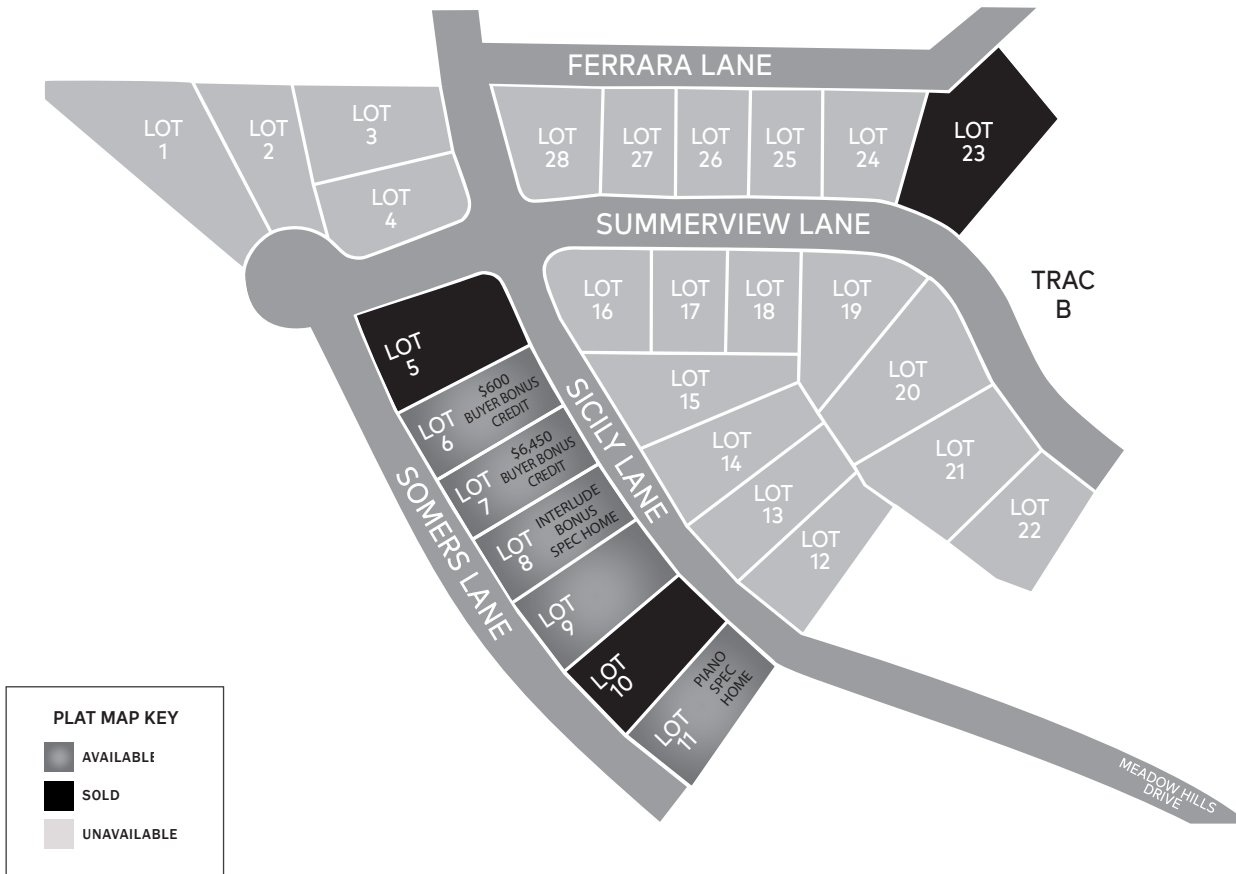 FERRARA LANE
LOT
1
LOT
2
LOT
3
LOT
4
LOT
28
LOT
27
LOT
26
LOT
25
LOT
24
LOT
23
SUMMERVIEW LANE
TRAC
B
LOT
16
LOT
17
LOT
18
LOT
19
LOT
20
LOT
15
LOT
14
LOT
13
LOT
12
LOT
21
LOT
22
LOT
5
LOT
6
$600
BUYER BONUS
CREDIT
LOT
7
$6,450
BUYER BONUS
CREDIT
LOT
8
INTERLUDE
BONUS
SPEC HOME
LOT
9
LOT
10
LOT
11
PIANO
SPEC
HOME
SICILY LANE
SOMERS LANE
MEADOW HILLS
DRIVE
PLAT MAP KEY
AVAILABLE
SOLD
UNAVAILABLE